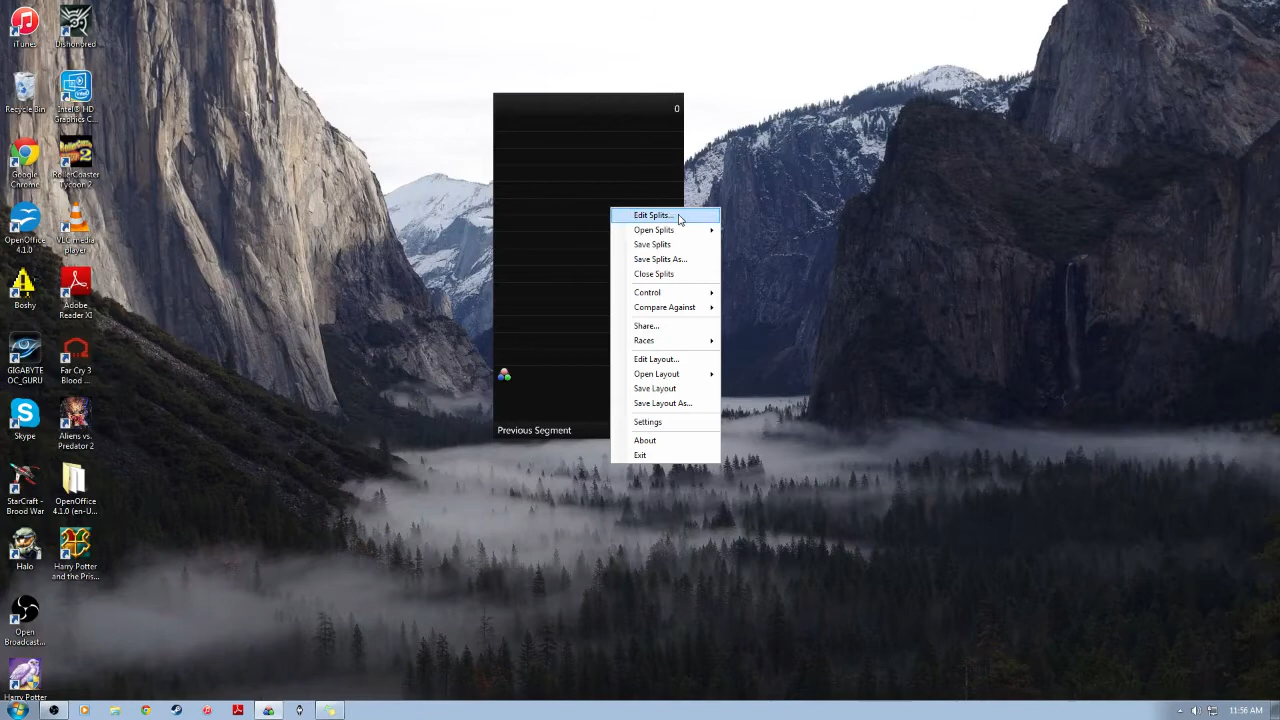 iTunes
Dishonored
Recycle Bin
Intel® HD
Graphics C...
Google
Chrome
RollerCoaster
Tycoon 2
OpenOffice
4.1.0
VLC media
player
Boshy
Adobe
Reader XI
GIGABYTE
OC_GURU
Far Cry 3
Blood ...
Skype
Aliens vs.
Predator 2
StarCraft -
Brood War
OpenOffice
4.1.0 (en-U...
Halo
Harry Potter
and the Pris...
Open
Broadcast...
Harry Potter
0
Previous Segment
Edit Splits...
Open Splits
Save Splits
Save Splits As...
Close Splits
Control
Compare Against
Share...
Races
Edit Layout...
Open Layout
Save Layout
Save Layout As...
Settings
About
Exit
11:56 AM